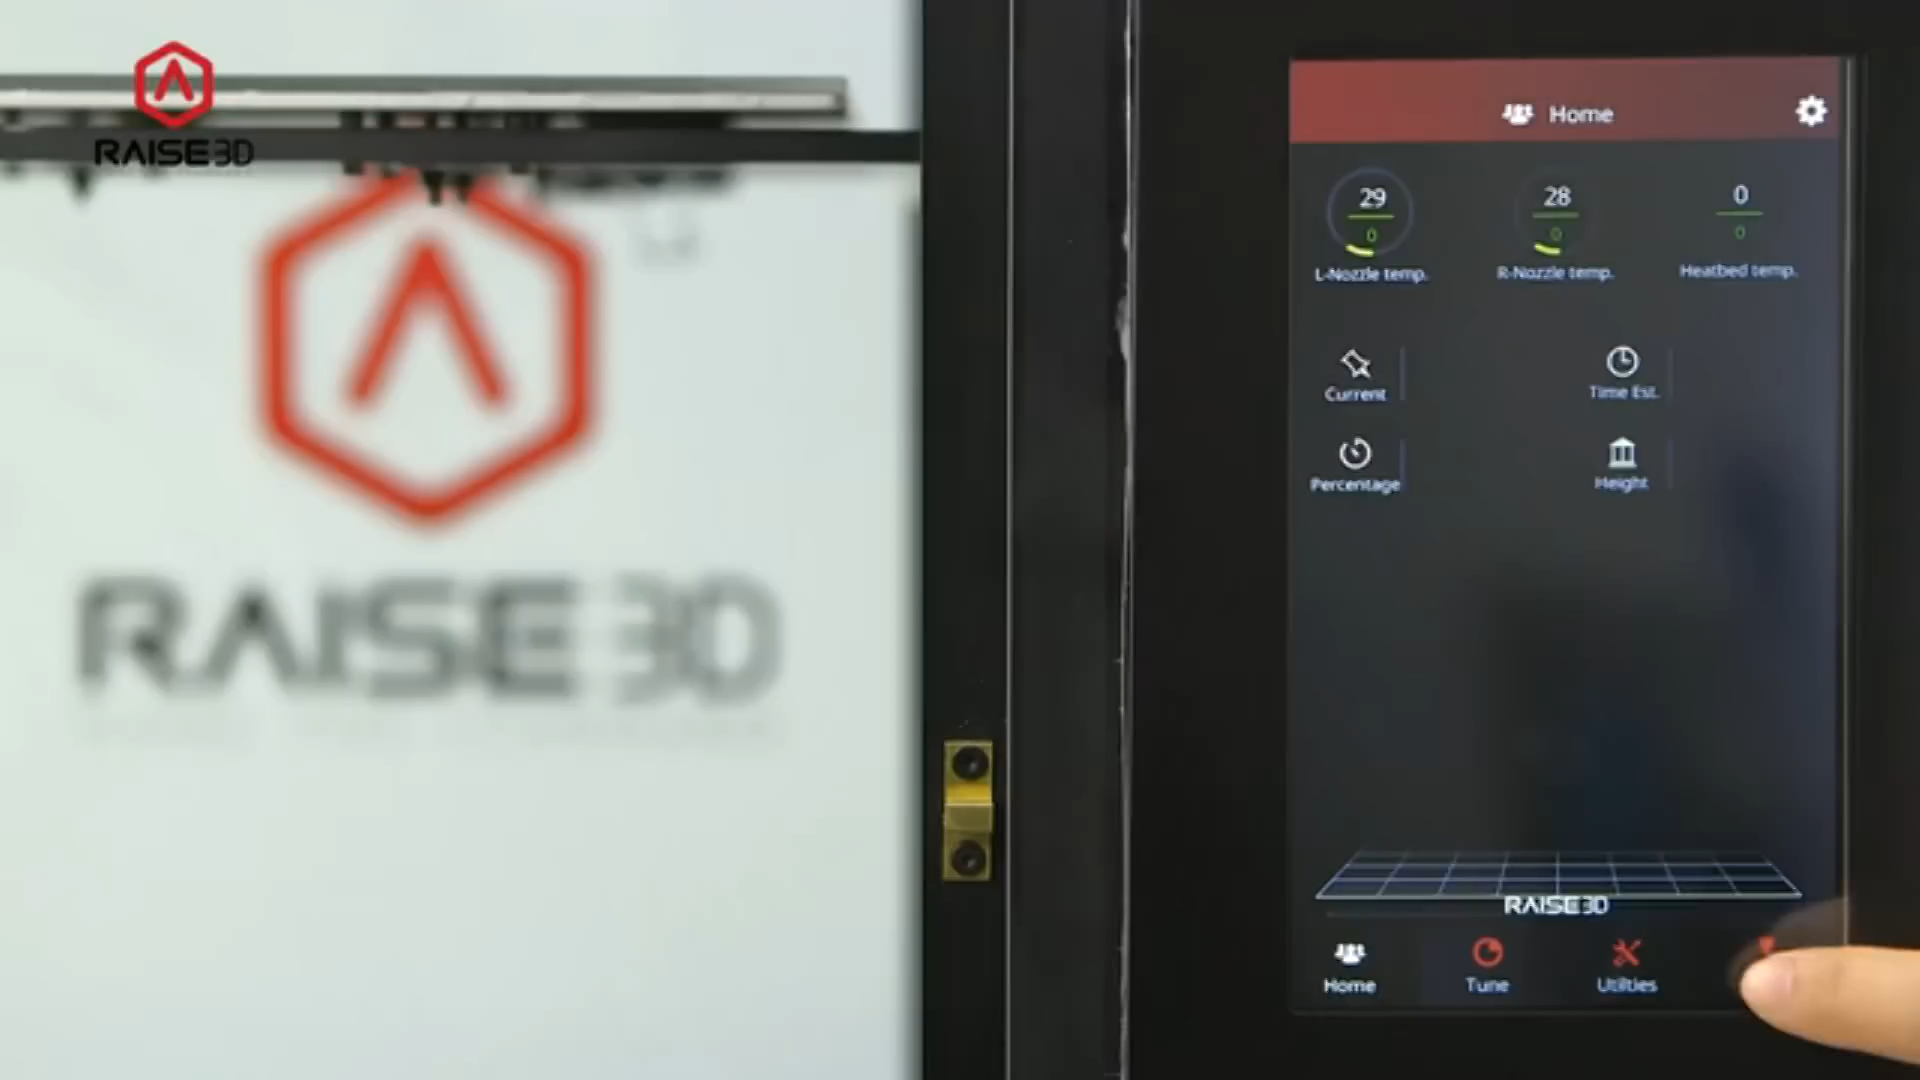 RAISE3D
RAISE3D
Home
29
0
L-Nozzle temp.
28
0
R-Nozzle temp.
0
0
Heatbed temp.
Current
Time Est.
Percentage
Height
RAISE3D
Home
Tune
Utilities